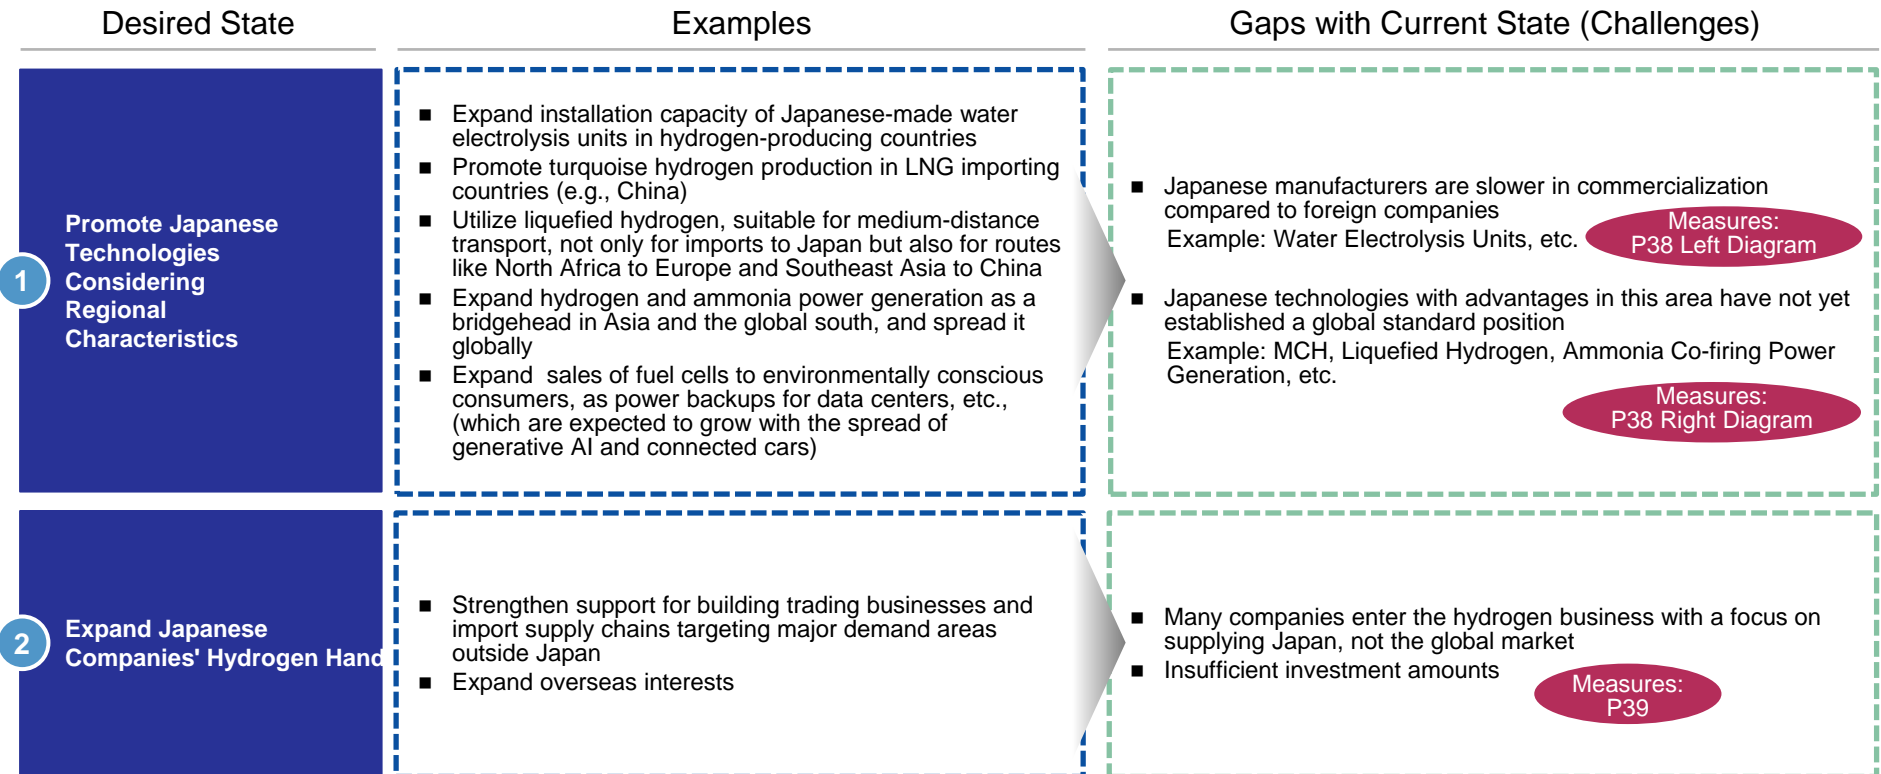 Desired State
Examples
Gaps with Current State (Challenges)
1
Promote Japanese
Technologies
Considering
Regional
Characteristics
■ Expand installation capacity of Japanese-made water
electrolysis units in hydrogen-producing countries
■ Promote turquoise hydrogen production in LNG importing
countries (e.g., China)
■ Utilize liquefied hydrogen, suitable for medium-distance
transport, not only for imports to Japan but also for routes
like North Africa to Europe and Southeast Asia to China
■ Expand hydrogen and ammonia power generation as a
bridgehead in Asia and the global south, and spread it
globally
■ Expand  sales of fuel cells to environmentally conscious
consumers, as power backups for data centers, etc.,
(which are expected to grow with the spread of
generative AI and connected cars)
■ Japanese manufacturers are slower in commercialization
compared to foreign companies
Example: Water Electrolysis Units, etc.
Measures:
P38 Left Diagram
■ Japanese technologies with advantages in this area have not yet
established a global standard position
Example: MCH, Liquefied Hydrogen, Ammonia Co-firing Power
Generation, etc.
Measures:
P38 Right Diagram
2
Expand Japanese
Companies' Hydrogen Hand
■ Strengthen support for building trading businesses and
import supply chains targeting major demand areas
outside Japan
■ Expand overseas interests
■ Many companies enter the hydrogen business with a focus on
supplying Japan, not the global market
■ Insufficient investment amounts
Measures:
P39